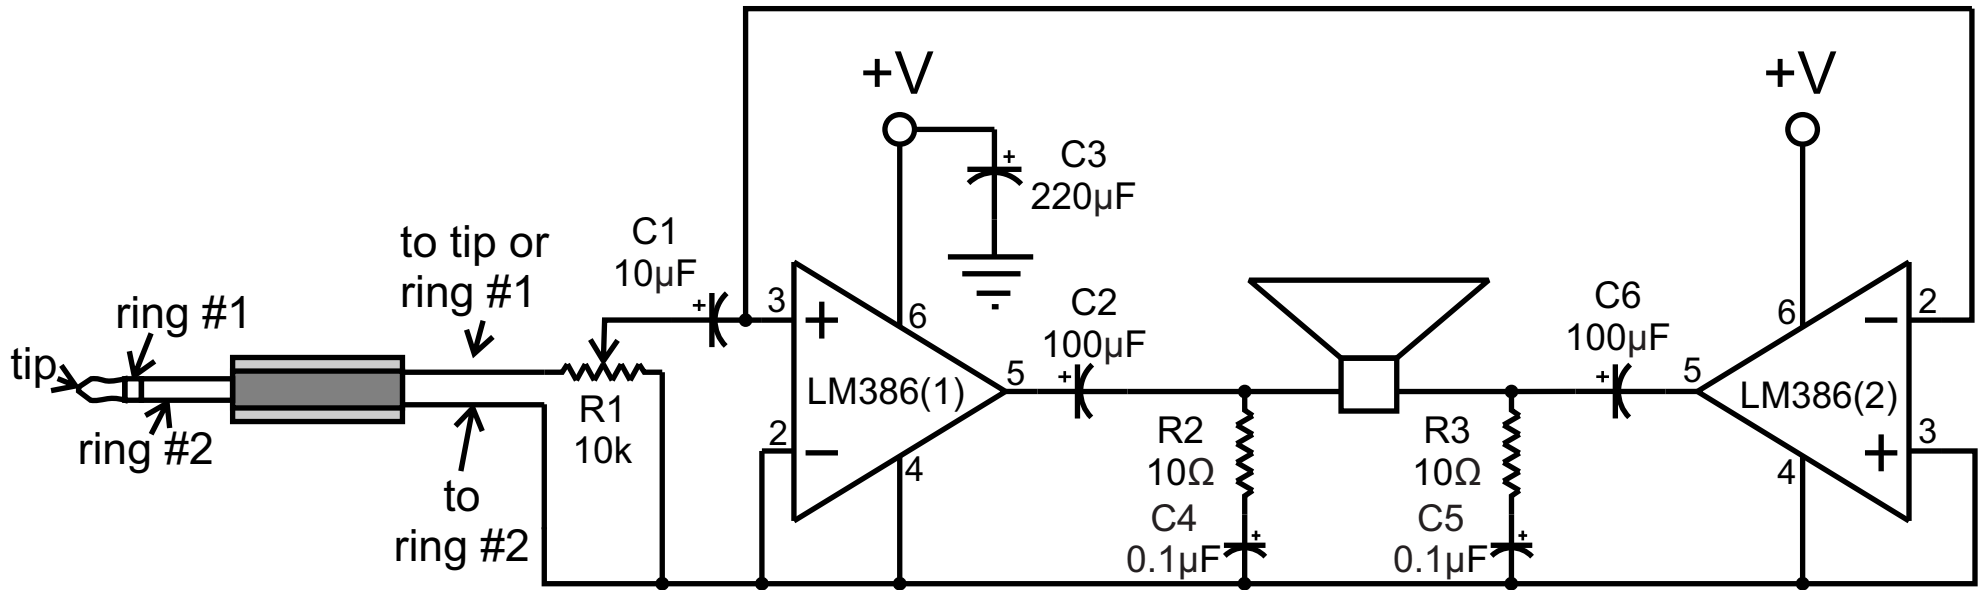 +V
+V
+
C3
220µF
to tip or
ring #1
C1
10µF
+
3
+
6
C2
100µF
+
5
C6
100µF
+
5
6
2
−
ring #1
tip
ring #2
R1
10k
LM386(1)
2
−
4
LM386(2)
3
+
4
R2
10Ω
R3
10Ω
to
ring #2
C4
0.1µF
+
C5
0.1µF
+